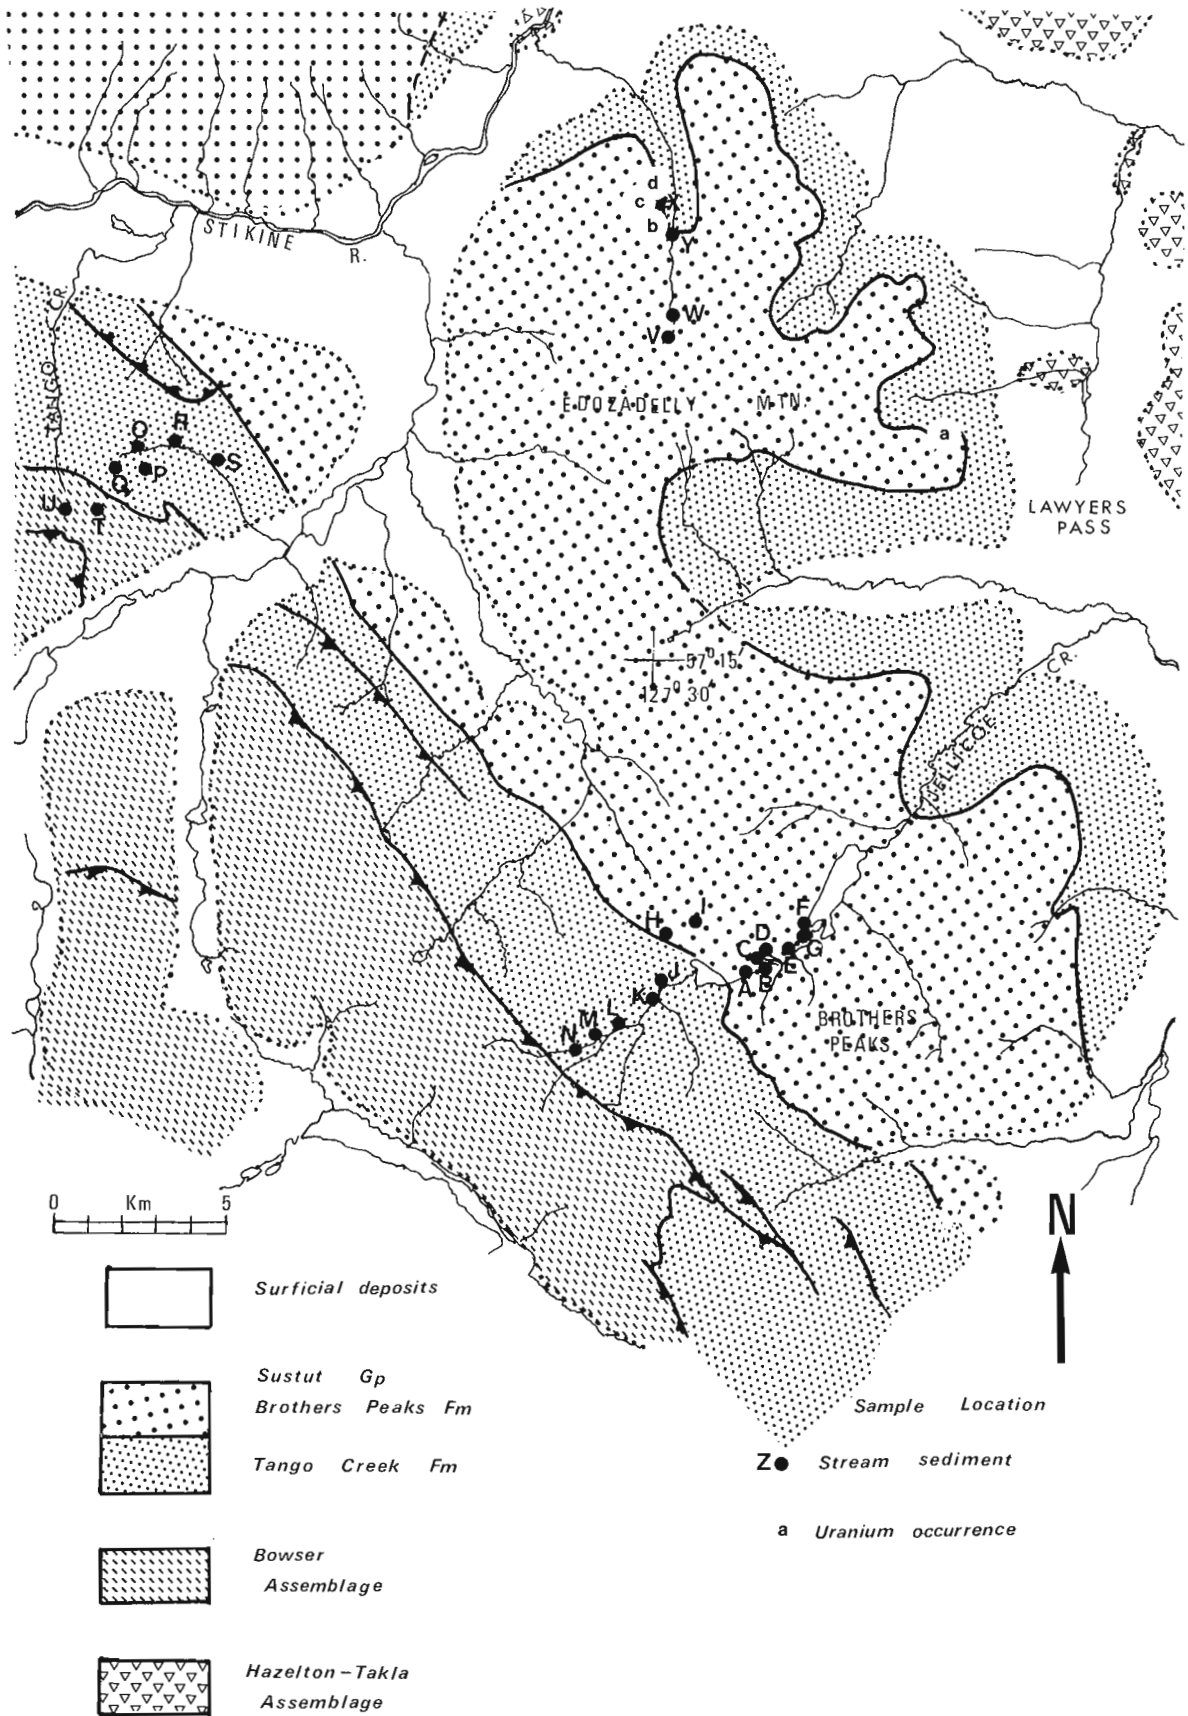 d
c X
b
Y
STIKINE
R.
TANGO CR.
W
V
EDOZADELLY MTN
a
O
R
P
S
Q
U
T
LAWYERS
PASS
57° 15'
127° 30'
JELLICOE CR.
H
I
F
D
C
G
E
J
A
B
K
L
M
N
BROTHERS
PEAKS
0 Km 5
N
Surficial deposits
Sustut Gp
Brothers Peaks Fm
Tango Creek Fm
Bowser
Assemblage
Hazelton-Takla
Assemblage
Sample Location
Z Stream sediment
a Uranium occurrence